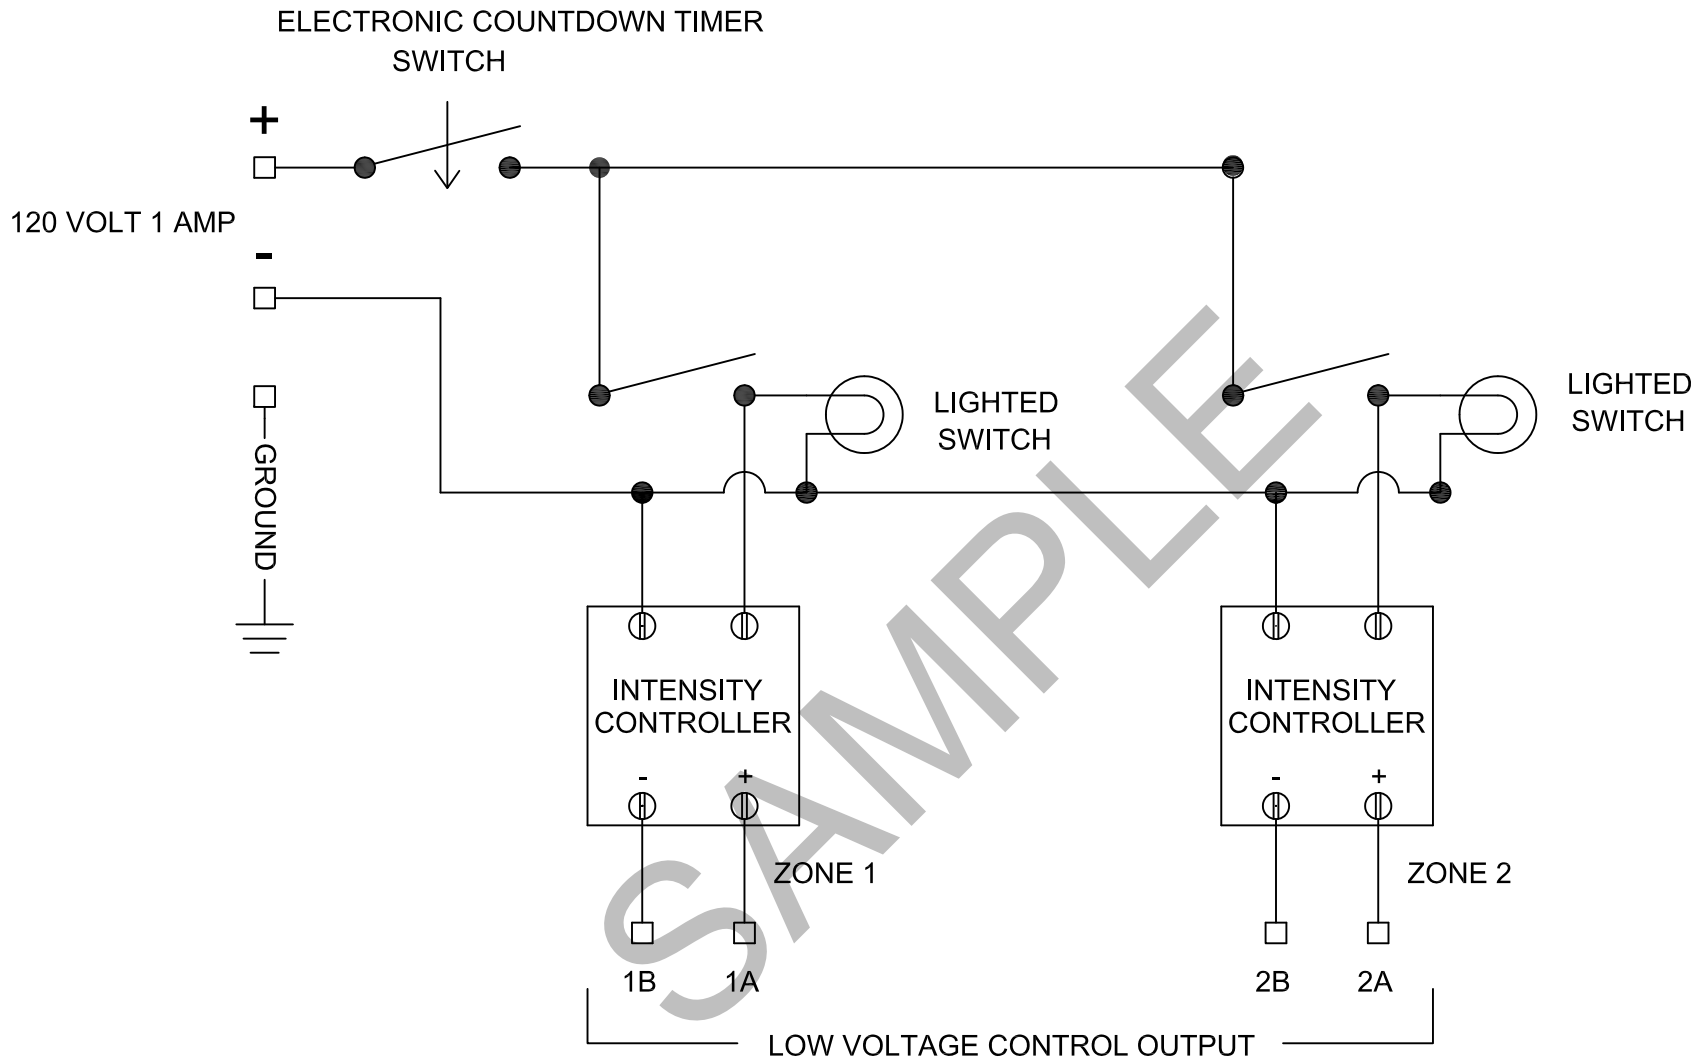 ELECTRONIC COUNTDOWN TIMER
SWITCH
+
120 VOLT 1 AMP
-
LIGHTED
SWITCH
LIGHTED
SWITCH
GROUND
INTENSITY
CONTROLLER
- +
INTENSITY
CONTROLLER
- +
ZONE 1
ZONE 2
1B 1A
2B 2A
LOW VOLTAGE CONTROL OUTPUT
SAMPLE